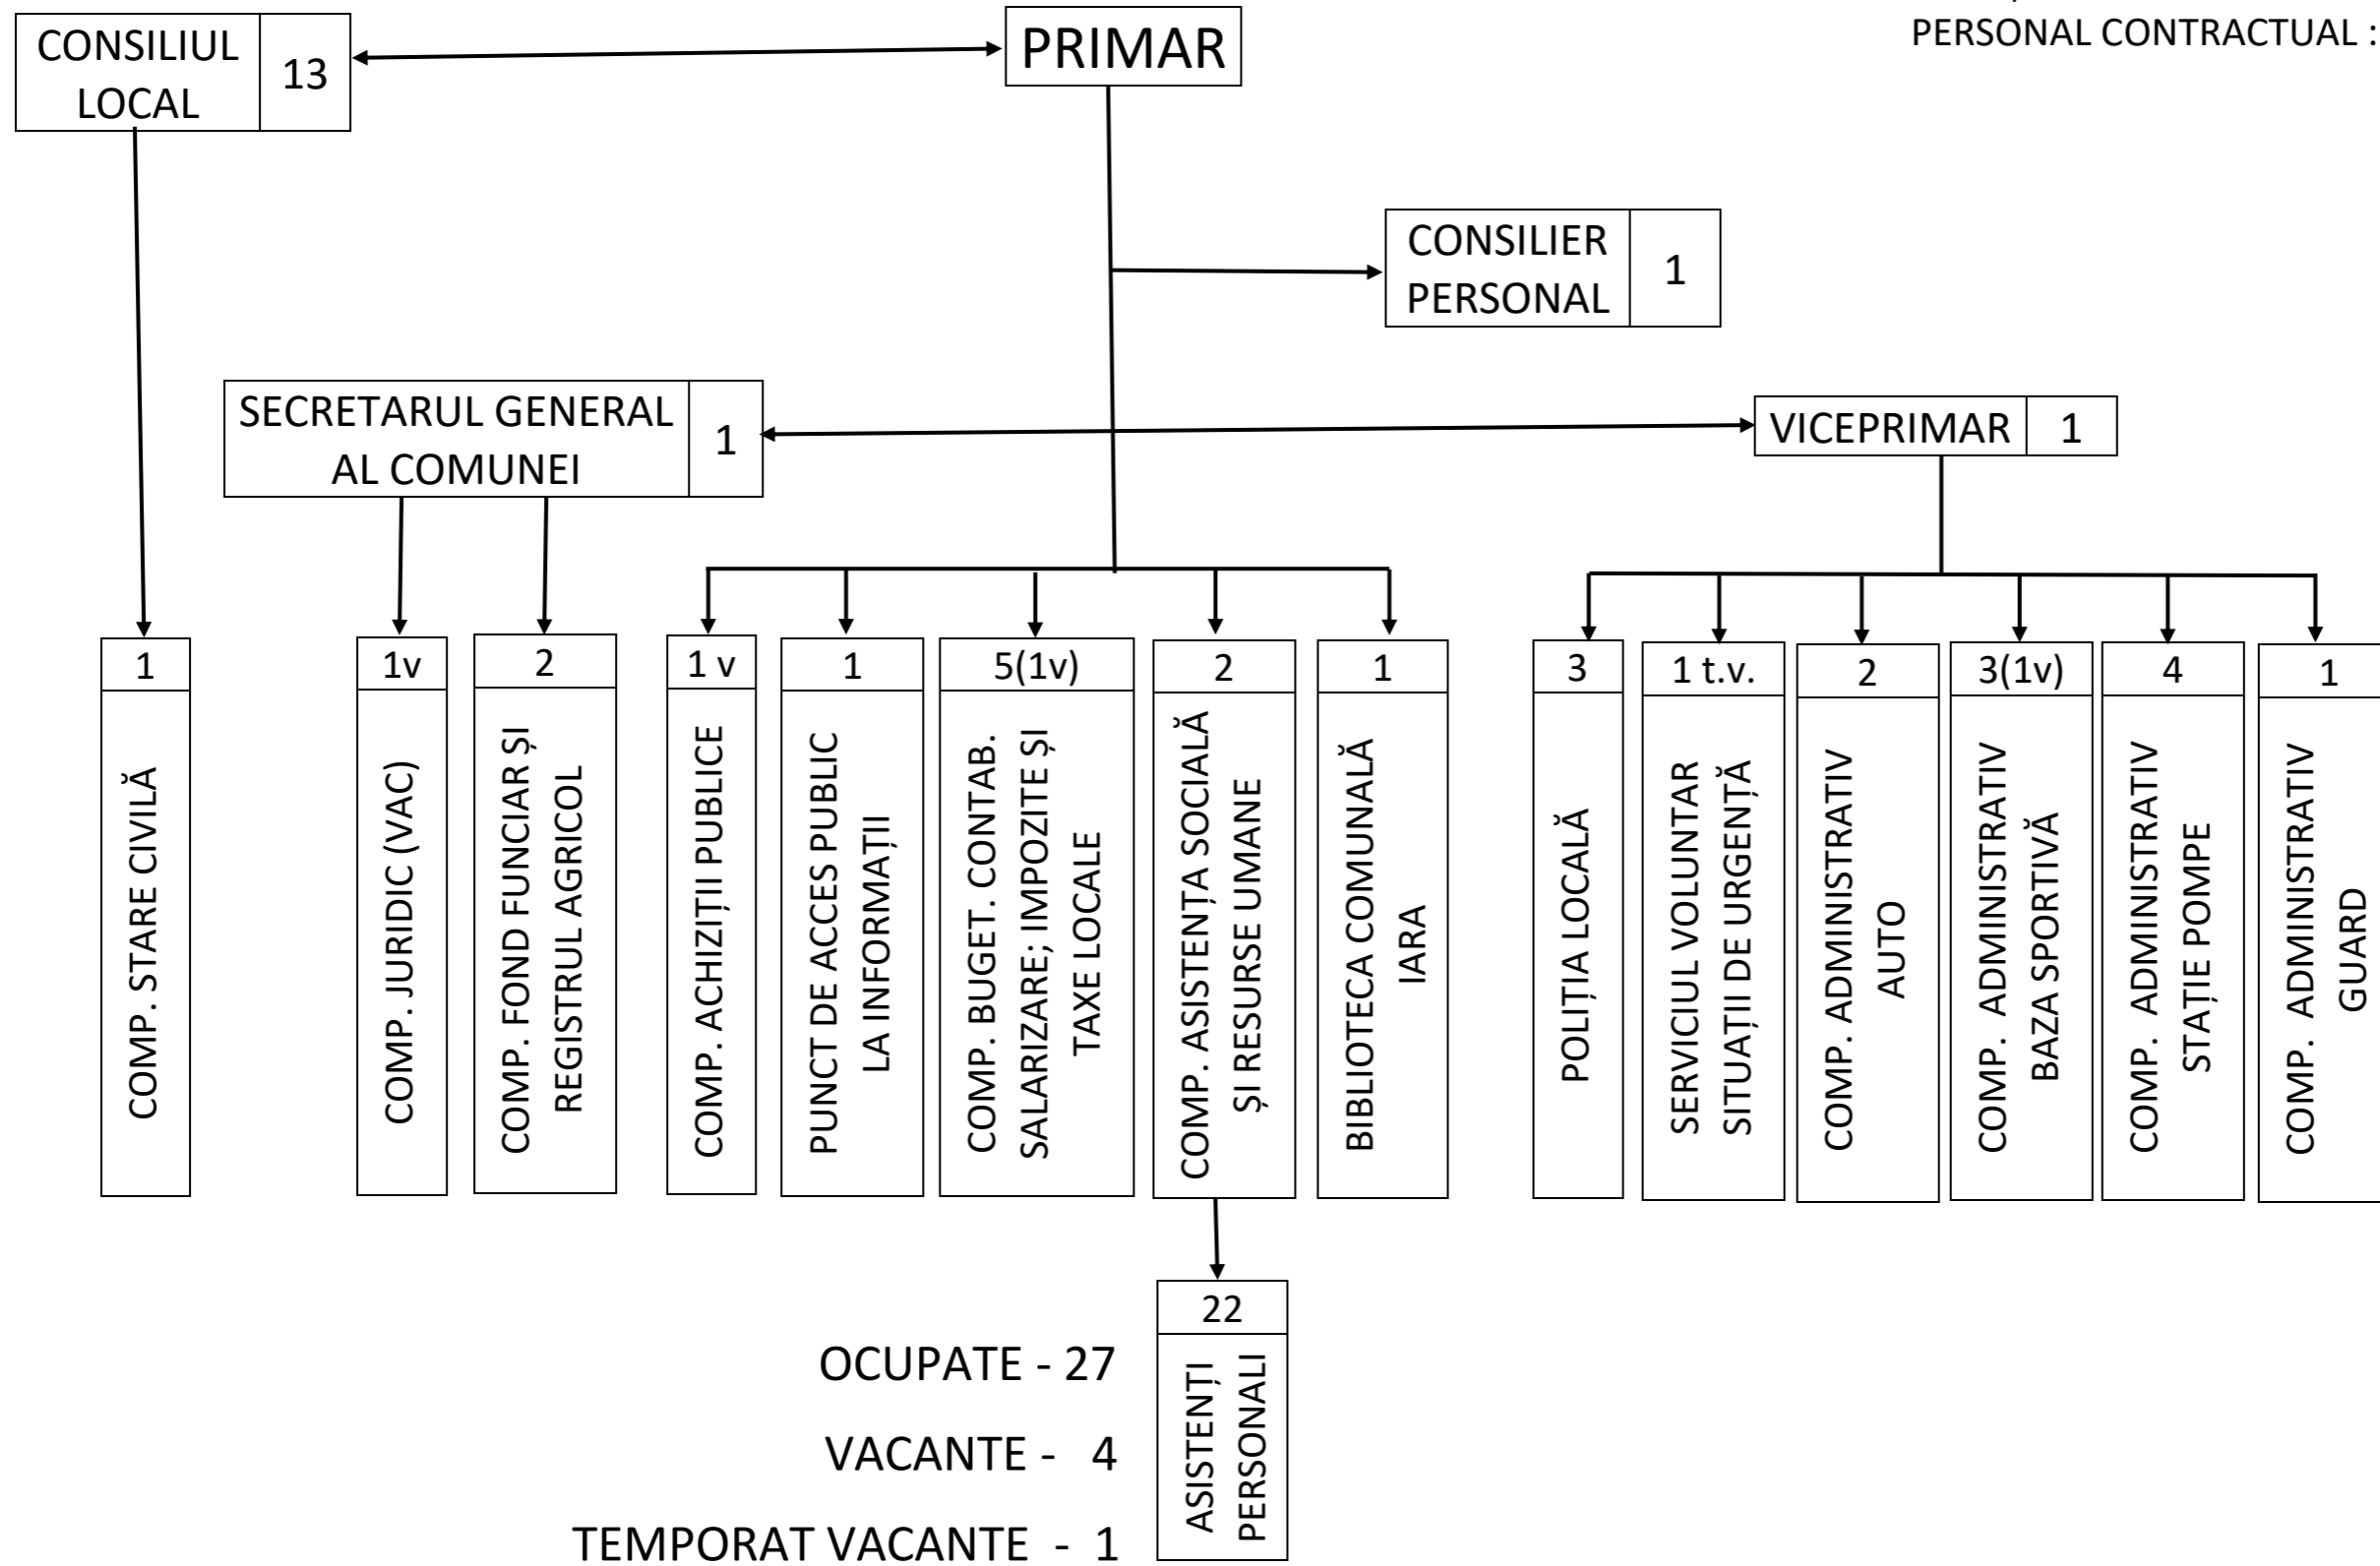 PERSONAL CONTRACTUAL :
CONSILIUL
LOCAL
13
PRIMAR
CONSILIER
PERSONAL
1
SECRETARUL GENERAL
AL COMUNEI
1
VICEPRIMAR
1
1
COMP. STARE CIVILĂ
1v
COMP. JURIDIC (VAC)
2
COMP. FOND FUNCIAR ȘI
REGISTRUL AGRICOL
1 v
COMP. ACHIZIȚII PUBLICE
1
PUNCT DE ACCES PUBLIC
LA INFORMAȚII
5(1v)
COMP. BUGET. CONTAB.
SALARIZARE; IMPOZITE ȘI
TAXE LOCALE
2
COMP. ASISTENȚA SOCIALĂ
ȘI RESURSE UMANE
1
BIBLIOTECA COMUNALĂ
IARA
3
POLIȚIA LOCALĂ
1 t.v.
SERVICIUL VOLUNTAR
SITUAȚII DE URGENȚĂ
2
COMP. ADMINISTRATIV
AUTO
3(1v)
COMP. ADMINISTRATIV
BAZA SPORTIVĂ
4
COMP. ADMINISTRATIV
STAȚIE POMPE
1
COMP. ADMINISTRATIV
GUARD
22
ASISTENȚI
PERSONALI
OCUPATE - 27
VACANTE - 4
TEMPORAT VACANTE - 1